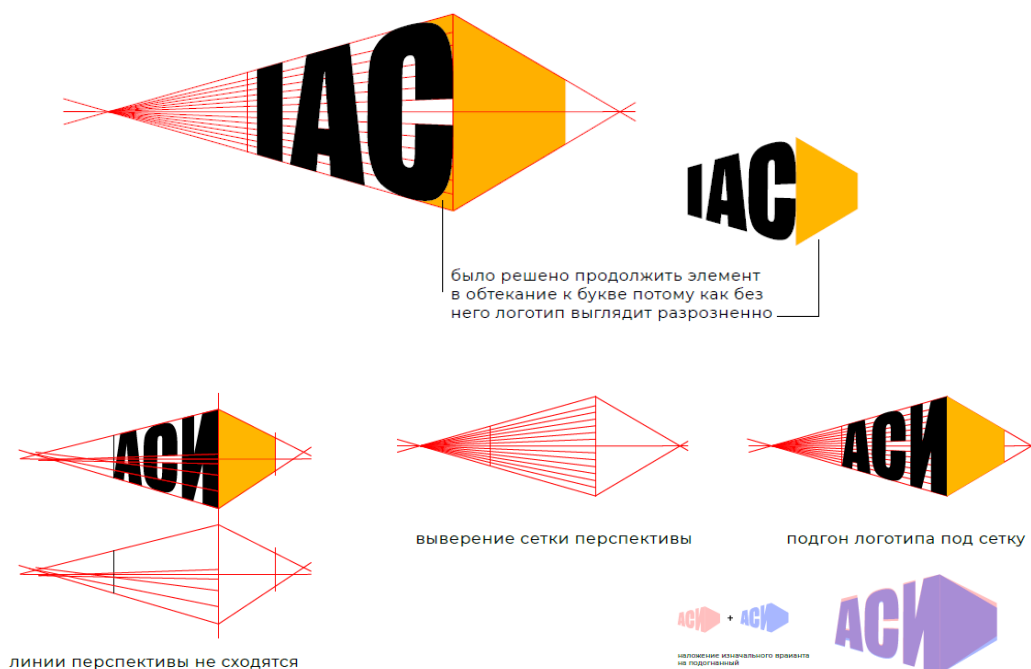 IAC
IAC
было решено продолжить элемент
в обтекание к букве потому как без
него логотип выглядит разрозненно
АСИ
АСИ
выверение сетки перспективы
подгон логотипа под сетку
АСИ
+
АСИ
АСИ
наложение изначального враианта
на подогнанный
линии перспективы не сходятся